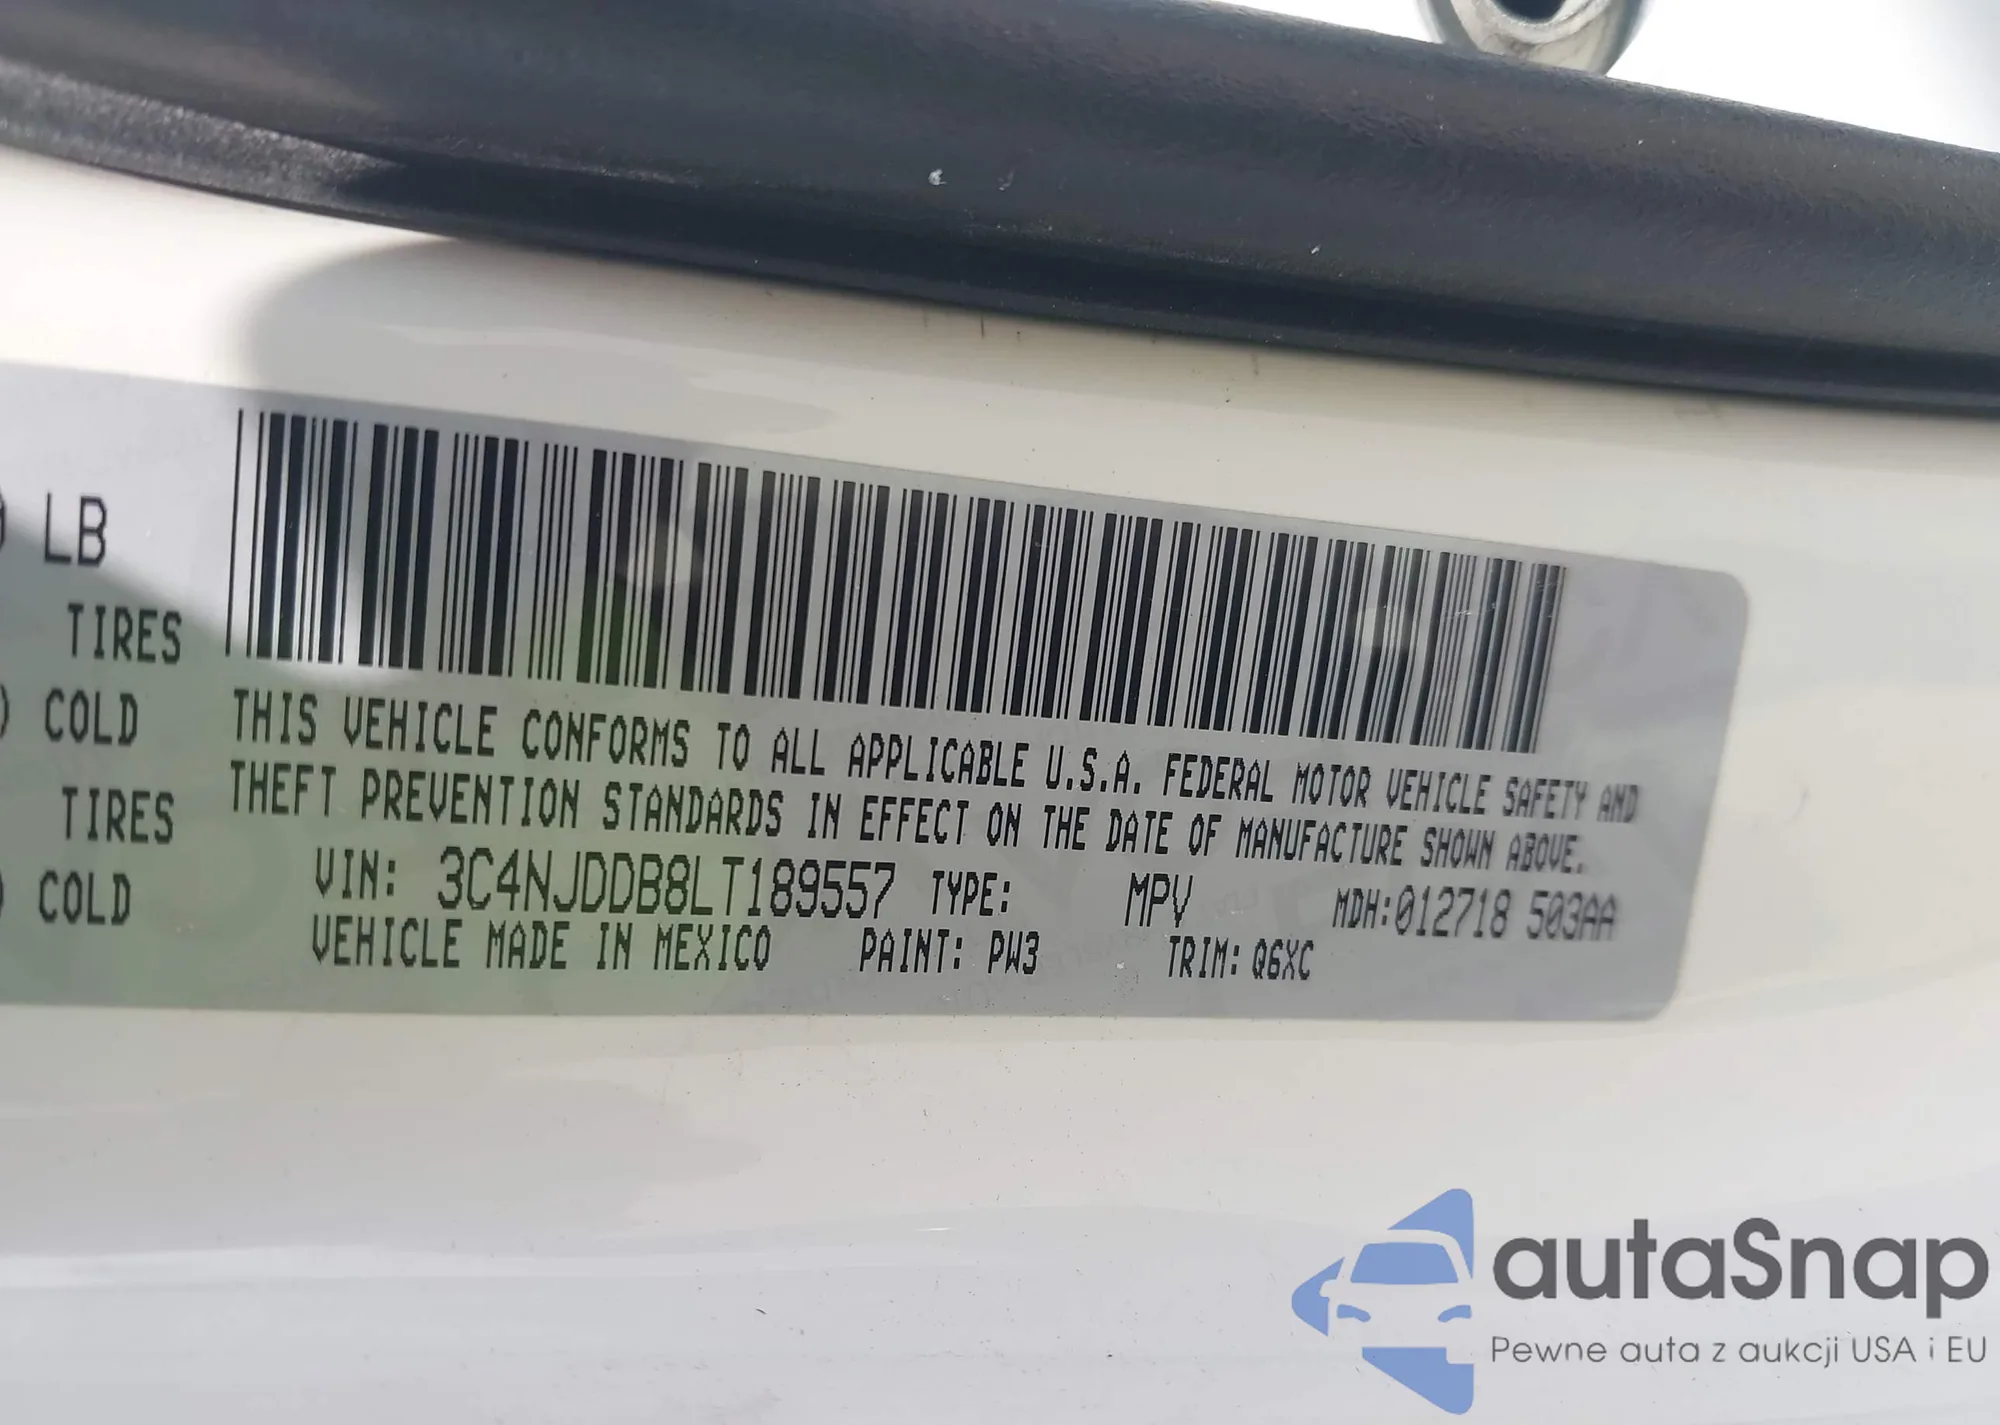 LB
TIRES
COLD
TIRES
COLD
THIS VEHICLE CONFORMS TO ALL APPLICABLE U.S.A. FEDERAL MOTOR VEHICLE SAFETY AND
THEFT PREVENTION STANDARDS IN EFFECT ON THE DATE OF MANUFACTURE SHOWN ABOVE.
VIN: 3C4NJDDB8LT189557 TYPE: MPV MDH:012718 503AA
VEHICLE MADE IN MEXICO PAINT: PW3 TRIM: Q6XC
autaSnap
Pewne auta z aukcji USA i EU